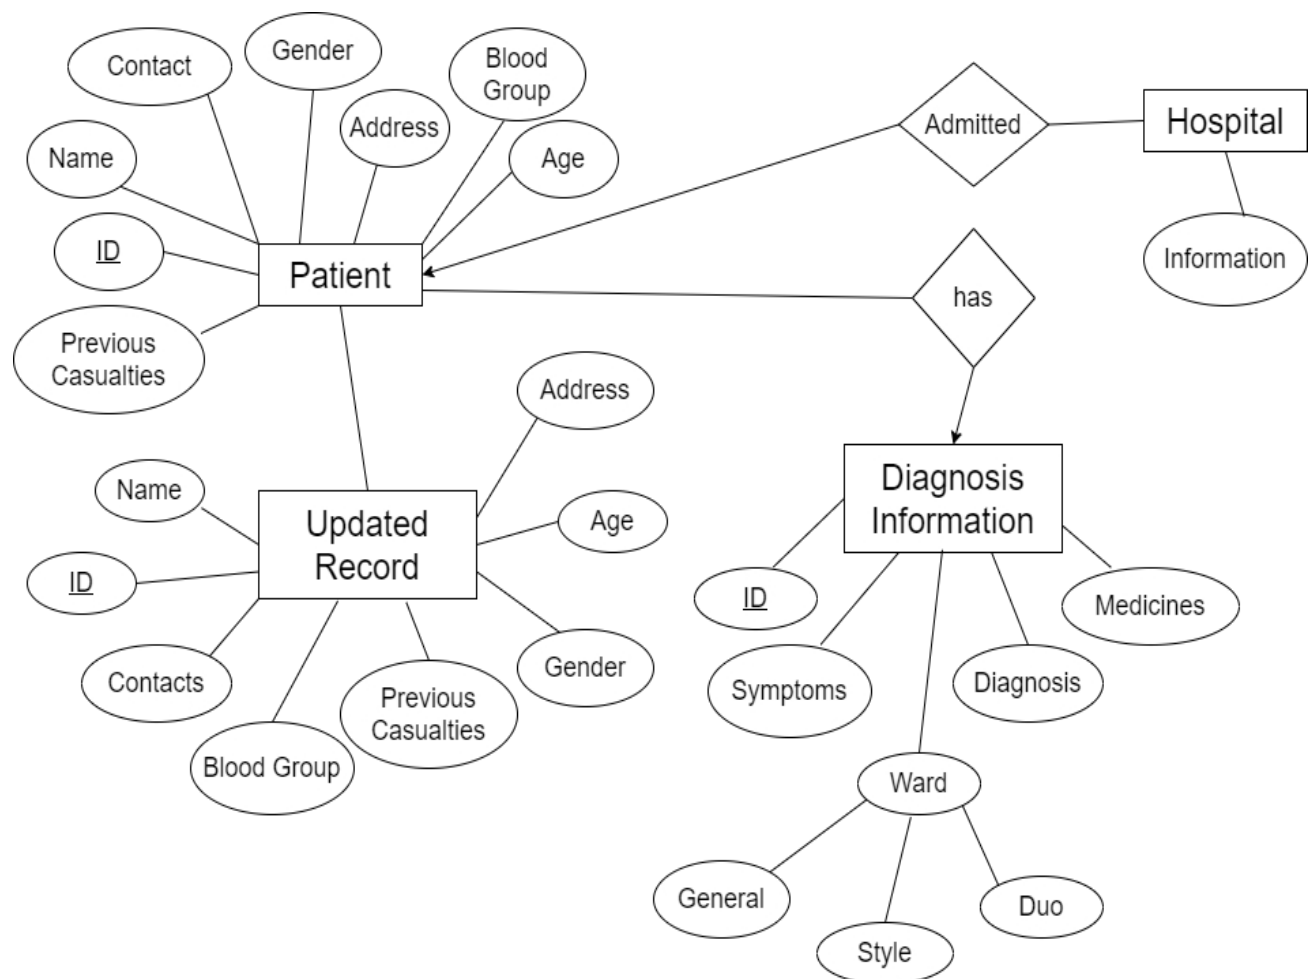 Contact
Gender
Blood
Group
Address
Name
Age
ID
Patient
Previous
Casualties
Admitted
Hospital
Information
has
Address
Name
Updated
Record
Age
ID
Contacts
Gender
Previous
Casualties
Blood Group
Diagnosis
Information
ID
Medicines
Symptoms
Diagnosis
Ward
General
Duo
Style